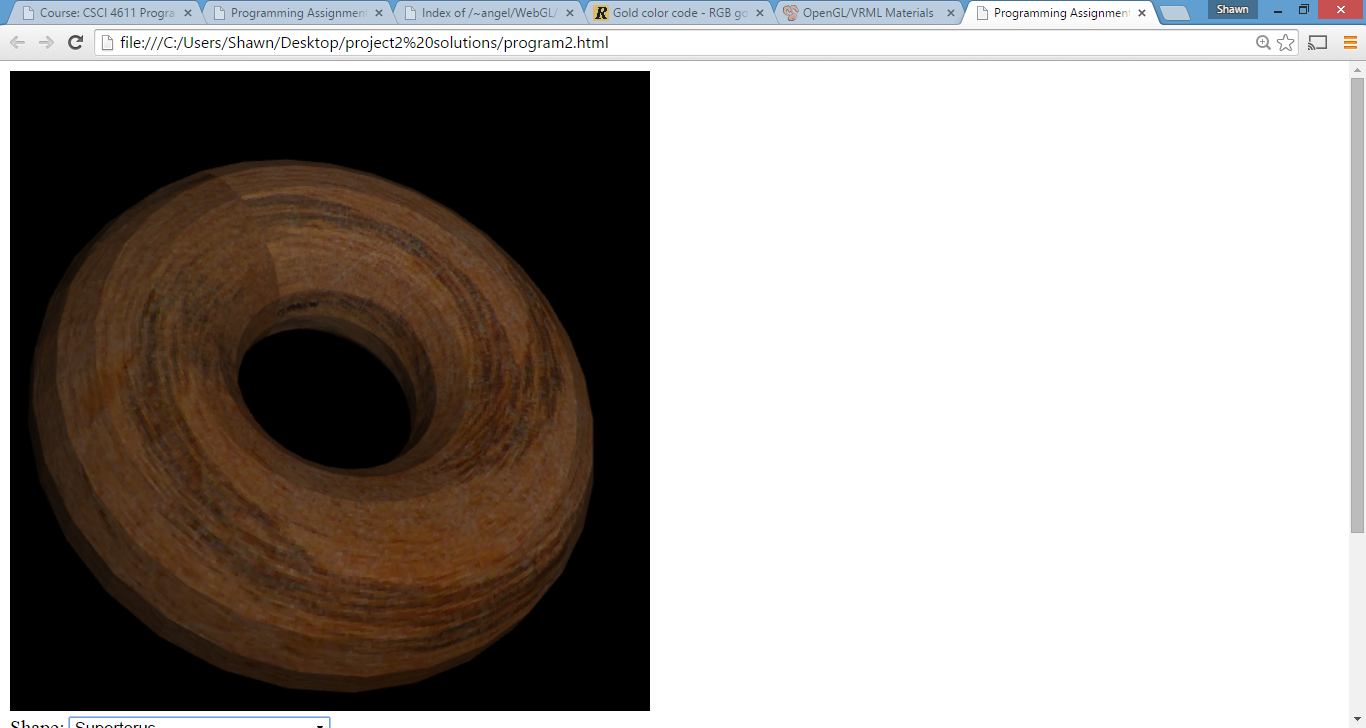 Course: CSCI 4611 Progra
Programming Assignment
Index of /~angel/WebGL/
R
Gold color code - RGB go
OpenGL/VRML Materials
Programming Assignment
Shawn
file:///C:/Users/Shawn/Desktop/project2%20solutions/program2.html
Shape: Supertorus